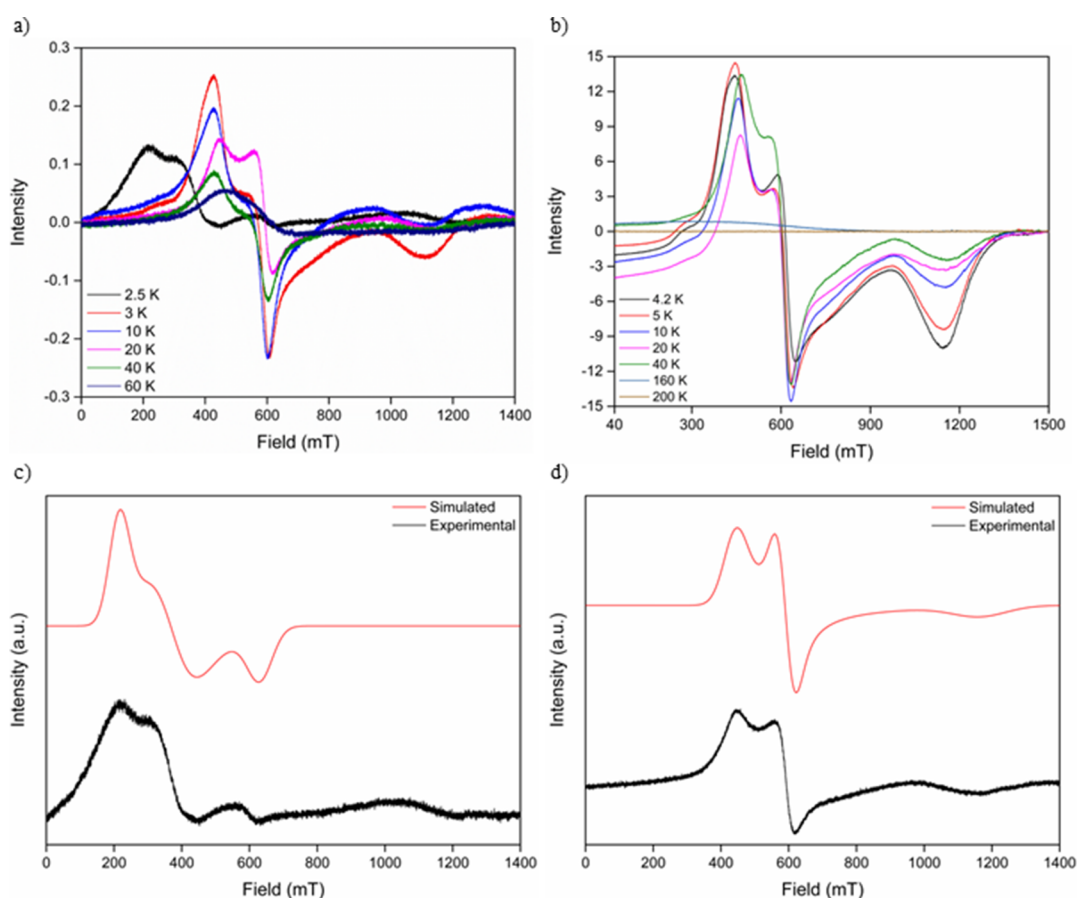 a)
0.3
0.2
0.1
0.0
-0.1
-0.2
-0.3
Intensity
2.5 K
3 K
10 K
20 K
40 K
60 K
0 200 400 600 800 1000 1200 1400
Field (mT)
b)
15
12
9
6
3
0
-3
-6
-9
-12
-15
Intensity
4.2 K
5 K
10 K
20 K
40 K
160 K
200 K
40 300 600 900 1200 1500
Field (mT)
c)
Simulated
Experimental
Intensity (a.u.)
0 200 400 600 800 1000 1200 1400
Field (mT)
d)
Simulated
Experimental
Intensity (a.u.)
0 200 400 600 800 1000 1200 1400
Field (mT)